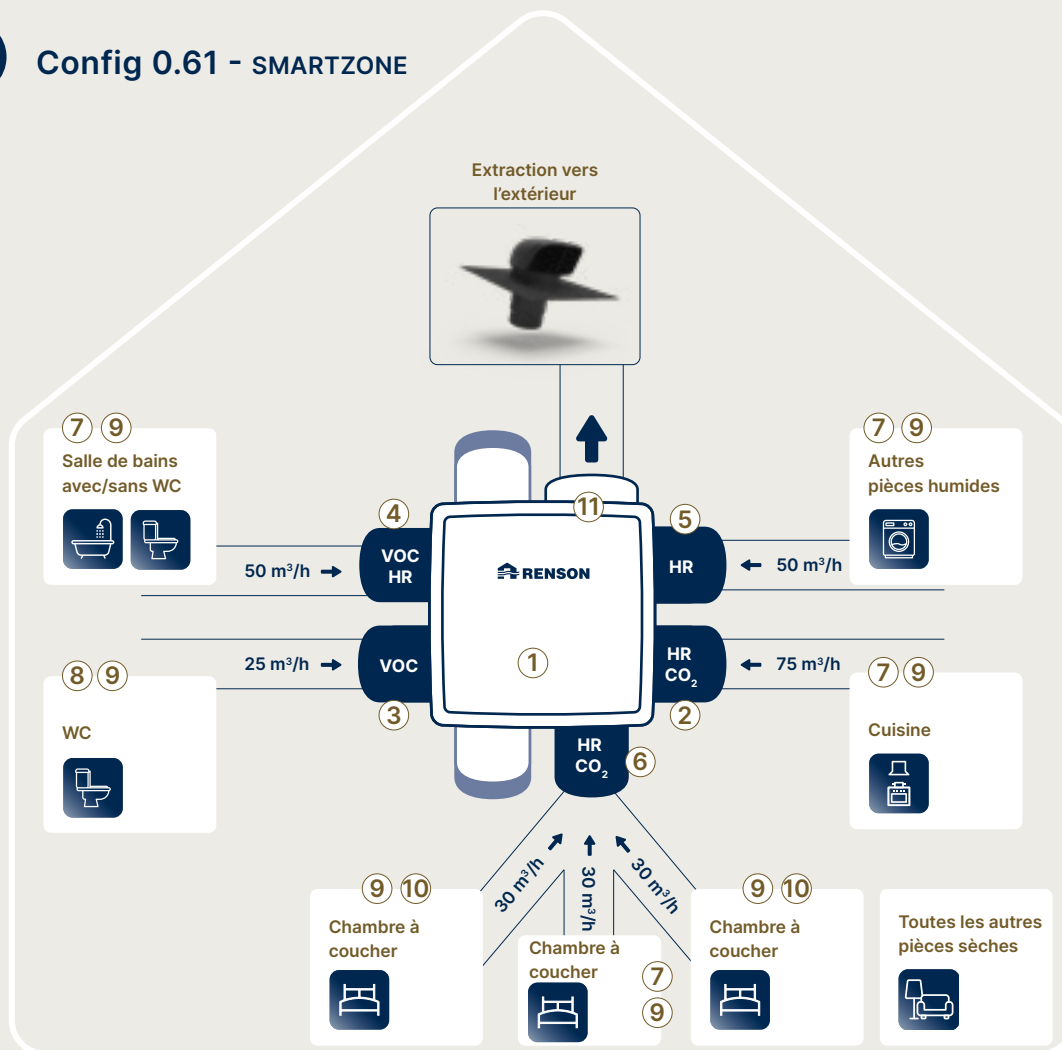 Config 0.61 - SMARTZONE
Extraction vers
l'extérieur
7 9
Salle de bains
avec/sans WC
50 m³/h
4
VOC
HR
11
5
HR
50 m³/h
7 9
Autres
pièces humides
RENSON
1
25 m³/h
VOC
3
8 9
WC
HR
CO₂
2
75 m³/h
7 9
Cuisine
HR
CO₂
6
30 m³/h
30 m³/h
30 m³/h
9 10
Chambre à
coucher
Chambre à
coucher
7
9
9 10
Chambre à
coucher
Toutes les autres
pièces sèches